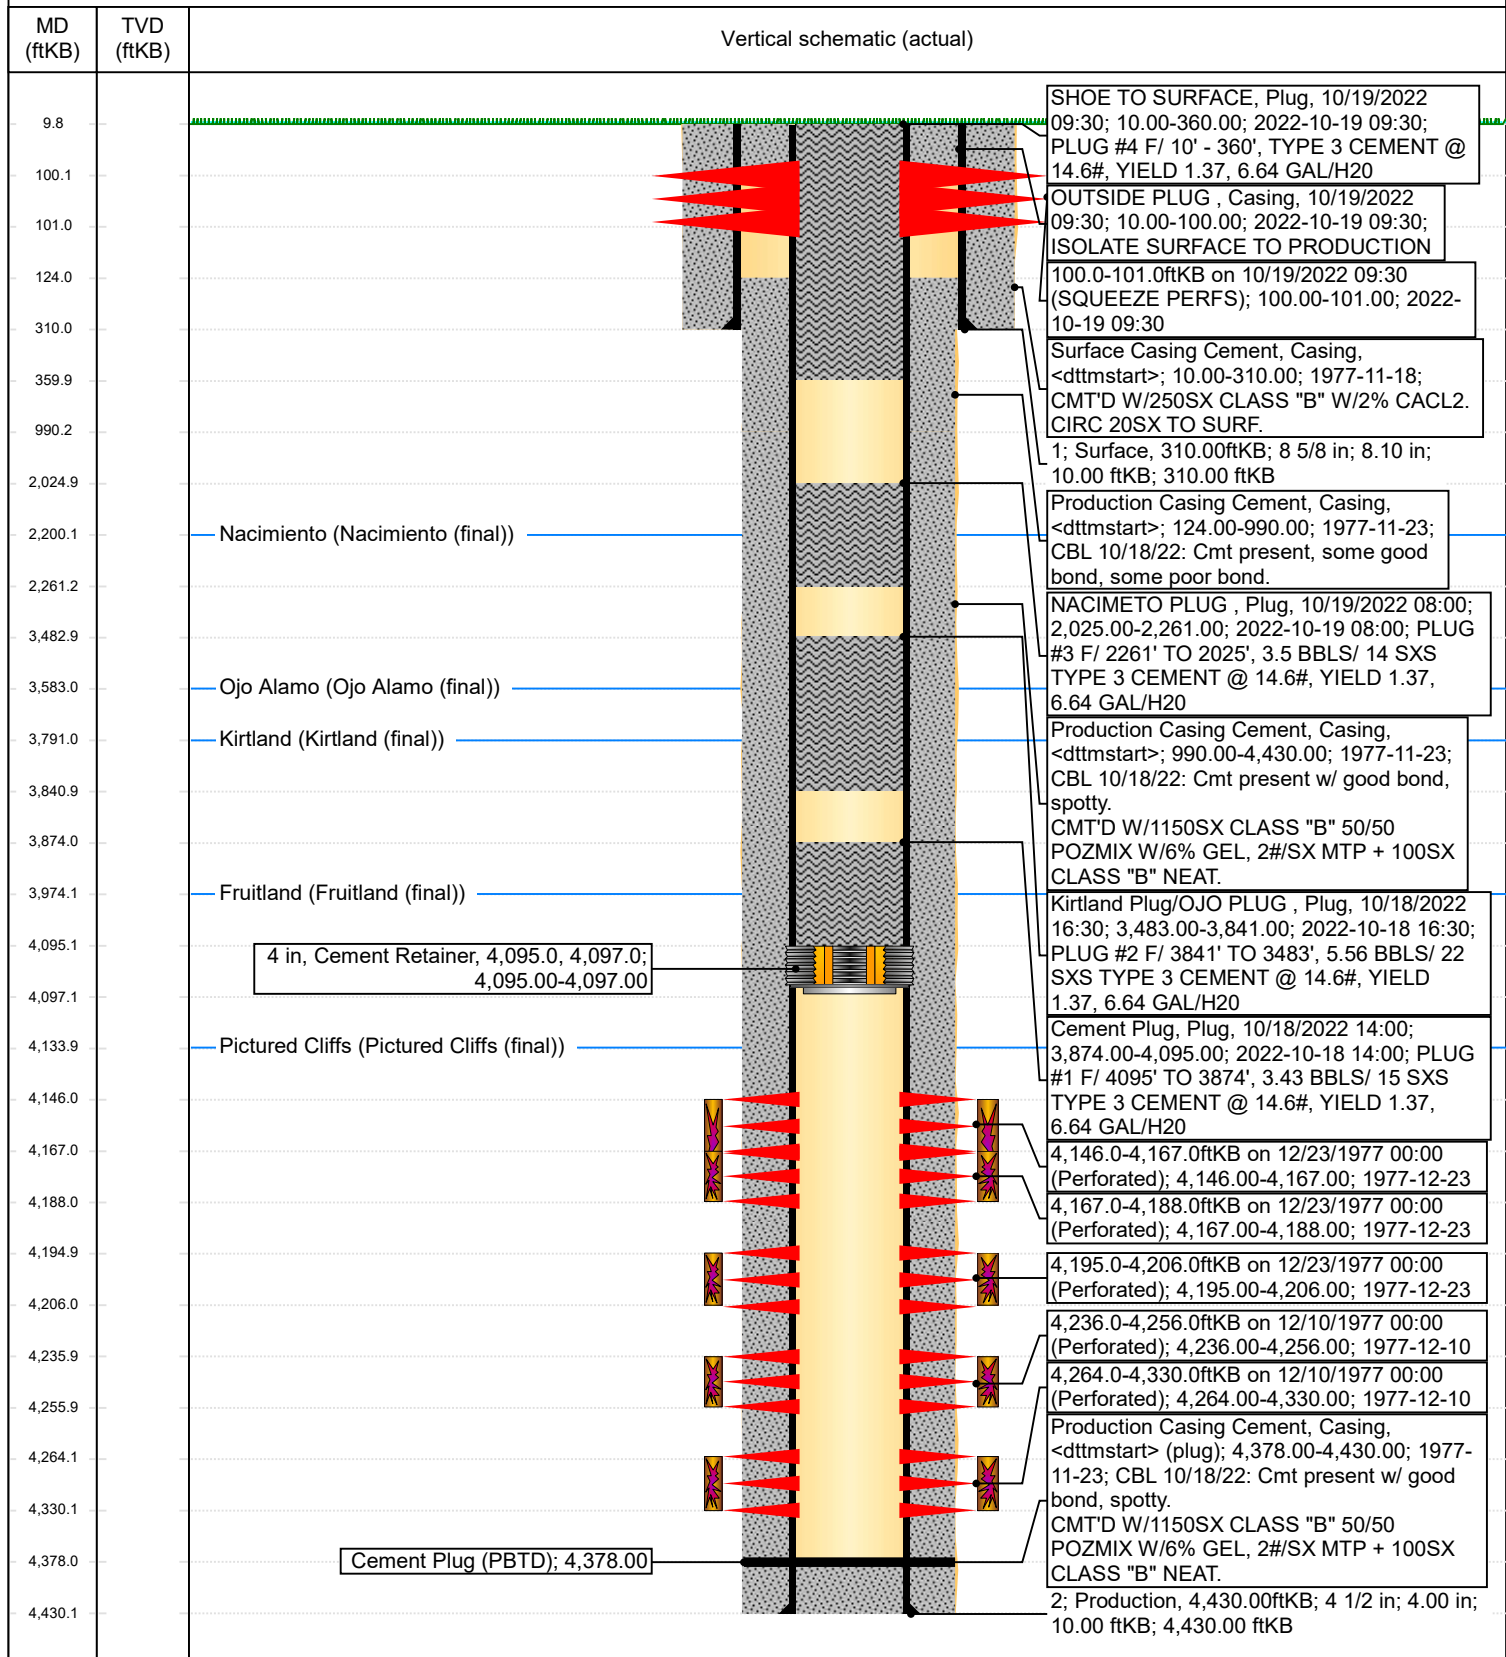 MD
(ftKB)
TVD
(ftKB)
Vertical schematic (actual)
9.8
100.1
101.0
124.0
310.0
359.9
990.2
2,024.9
2,200.1
2,261.2
3,482.9
3,583.0
3,791.0
3,840.9
3,874.0
3,974.1
4,095.1
4,097.1
4,133.9
4,146.0
4,167.0
4,188.0
4,194.9
4,206.0
4,235.9
4,255.9
4,264.1
4,330.1
4,378.0
4,430.1
Nacimiento (Nacimiento (final))
Ojo Alamo (Ojo Alamo (final))
Kirtland (Kirtland (final))
Fruitland (Fruitland (final))
4 in, Cement Retainer, 4,095.0, 4,097.0;
4,095.00-4,097.00
Pictured Cliffs (Pictured Cliffs (final))
Cement Plug (PBTD); 4,378.00
SHOE TO SURFACE, Plug, 10/19/2022
09:30; 10.00-360.00; 2022-10-19 09:30;
PLUG #4 F/ 10' - 360', TYPE 3 CEMENT @
14.6#, YIELD 1.37, 6.64 GAL/H20
OUTSIDE PLUG , Casing, 10/19/2022
09:30; 10.00-100.00; 2022-10-19 09:30;
ISOLATE SURFACE TO PRODUCTION
100.0-101.0ftKB on 10/19/2022 09:30
(SQUEEZE PERFS); 100.00-101.00; 2022-
10-19 09:30
Surface Casing Cement, Casing,
<dttmstart>; 10.00-310.00; 1977-11-18;
CMT'D W/250SX CLASS "B" W/2% CACL2.
CIRC 20SX TO SURF.
1; Surface, 310.00ftKB; 8 5/8 in; 8.10 in;
10.00 ftKB; 310.00 ftKB
Production Casing Cement, Casing,
<dttmstart>; 124.00-990.00; 1977-11-23;
CBL 10/18/22: Cmt present, some good
bond, some poor bond.
NACIMETO PLUG , Plug, 10/19/2022 08:00;
2,025.00-2,261.00; 2022-10-19 08:00; PLUG
#3 F/ 2261' TO 2025', 3.5 BBLS/ 14 SXS
TYPE 3 CEMENT @ 14.6#, YIELD 1.37,
6.64 GAL/H20
Production Casing Cement, Casing,
<dttmstart>; 990.00-4,430.00; 1977-11-23;
CBL 10/18/22: Cmt present w/ good bond,
spotty.
CMT'D W/1150SX CLASS "B" 50/50
POZMIX W/6% GEL, 2#/SX MTP + 100SX
CLASS "B" NEAT.
Kirtland Plug/OJO PLUG , Plug, 10/18/2022
16:30; 3,483.00-3,841.00; 2022-10-18 16:30;
PLUG #2 F/ 3841' TO 3483', 5.56 BBLS/ 22
SXS TYPE 3 CEMENT @ 14.6#, YIELD
1.37, 6.64 GAL/H20
Cement Plug, Plug, 10/18/2022 14:00;
3,874.00-4,095.00; 2022-10-18 14:00; PLUG
#1 F/ 4095' TO 3874', 3.43 BBLS/ 15 SXS
TYPE 3 CEMENT @ 14.6#, YIELD 1.37,
6.64 GAL/H20
4,146.0-4,167.0ftKB on 12/23/1977 00:00
(Perforated); 4,146.00-4,167.00; 1977-12-23
4,167.0-4,188.0ftKB on 12/23/1977 00:00
(Perforated); 4,167.00-4,188.00; 1977-12-23
4,195.0-4,206.0ftKB on 12/23/1977 00:00
(Perforated); 4,195.00-4,206.00; 1977-12-23
4,236.0-4,256.0ftKB on 12/10/1977 00:00
(Perforated); 4,236.00-4,256.00; 1977-12-10
4,264.0-4,330.0ftKB on 12/10/1977 00:00
(Perforated); 4,264.00-4,330.00; 1977-12-10
Production Casing Cement, Casing,
<dttmstart> (plug); 4,378.00-4,430.00; 1977-
11-23; CBL 10/18/22: Cmt present w/ good
bond, spotty.
CMT'D W/1150SX CLASS "B" 50/50
POZMIX W/6% GEL, 2#/SX MTP + 100SX
CLASS "B" NEAT.
2; Production, 4,430.00ftKB; 4 1/2 in; 4.00 in;
10.00 ftKB; 4,430.00 ftKB